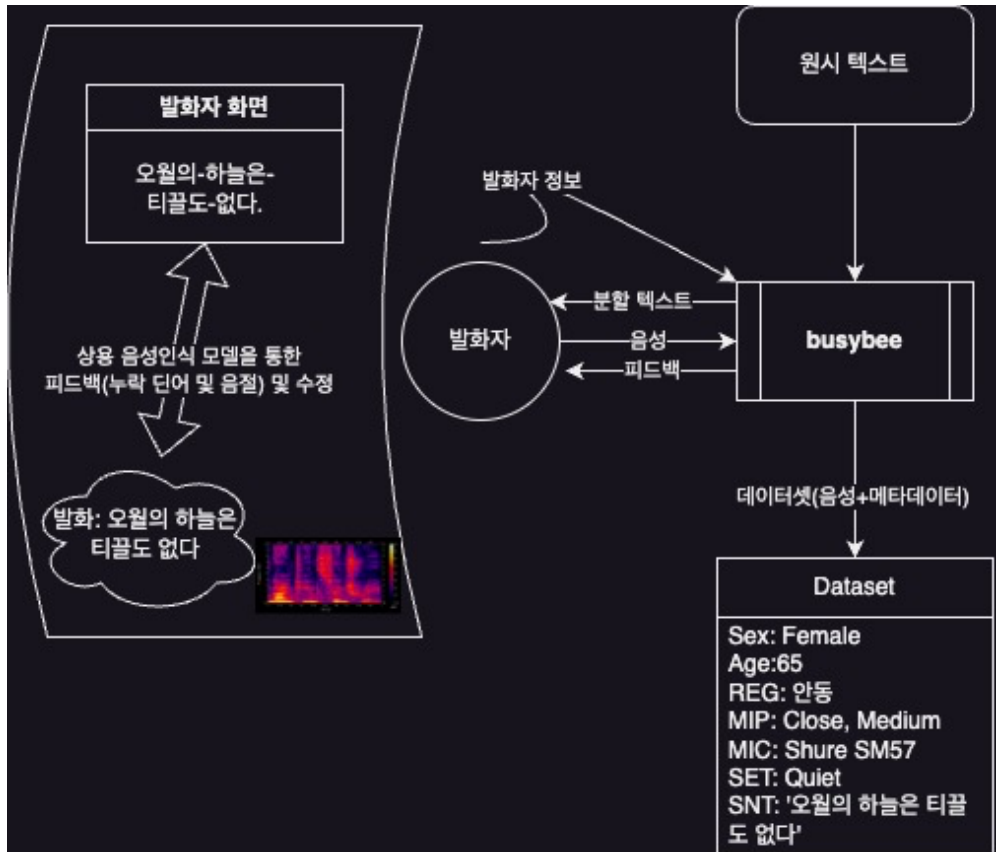 발화자 화면
오월의-하늘은-
티끌도-없다.
상용 음성인식 모델을 통한
피드백(누락 딘어 및 음절) 및 수정
발화: 오월의 하늘은
티끌도 없다
원시 텍스트
발화자 정보
발화자
분할 텍스트
음성
피드백
busybee
데이터셋(음성+메타데이터)
Dataset
Sex: Female
Age:65
REG: 안동
MIP: Close, Medium
MIC: Shure SM57
SET: Quiet
SNT: '오월의 하늘은 티끌
도 없다'